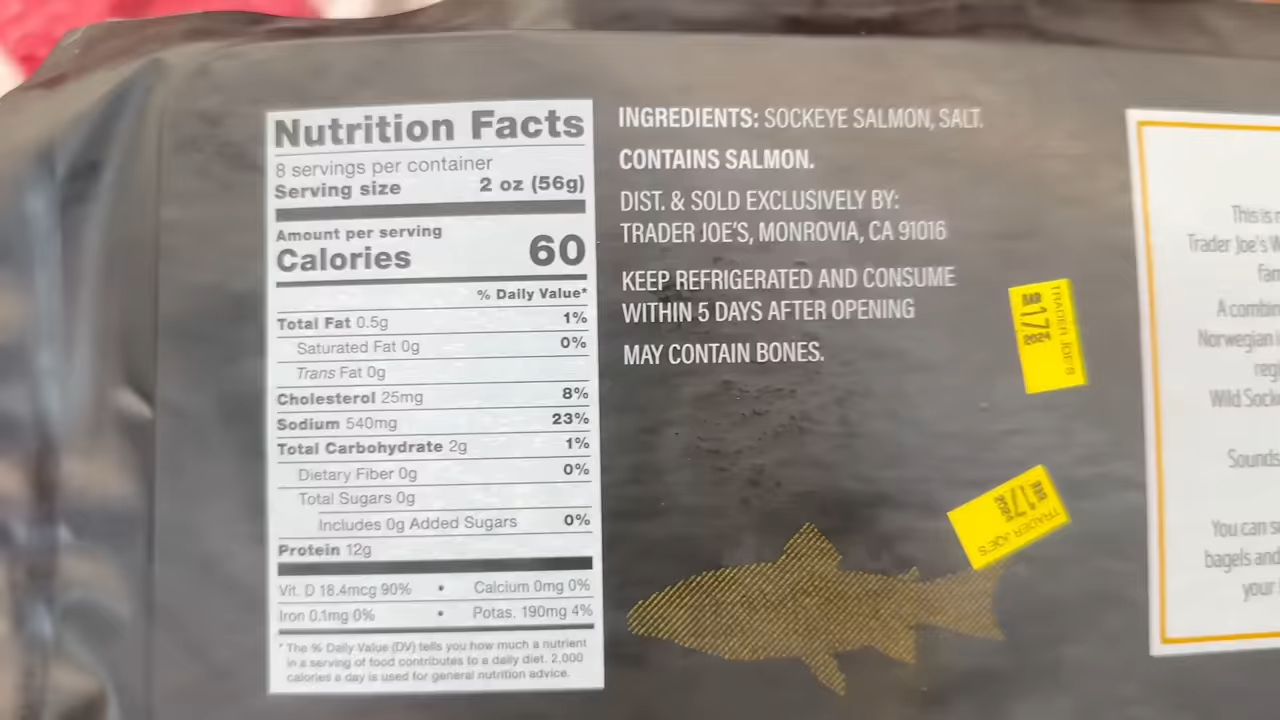 Nutrition Facts
8 servings per container
Serving size 2 oz (56g)
Amount per serving
Calories 60
% Daily Value*
Total Fat 0.5g 1%
Saturated Fat 0g 0%
Trans Fat 0g
Cholesterol 25mg 8%
Sodium 540mg 23%
Total Carbohydrate 2g 1%
Dietary Fiber 0g 0%
Total Sugars 0g
Includes 0g Added Sugars 0%
Protein 12g
Vit. D 18.4mcg 90% • Calcium 0mg 0%
Iron 0.1mg 0% • Potas. 190mg 4%
* The % Daily Value (DV) tells you how much a nutrient
in a serving of food contributes to a daily diet. 2,000
calories a day is used for general nutrition advice.
INGREDIENTS: SOCKEYE SALMON, SALT.
CONTAINS SALMON.
DIST. & SOLD EXCLUSIVELY BY:
TRADER JOE'S, MONROVIA, CA 91016
KEEP REFRIGERATED AND CONSUME
WITHIN 5 DAYS AFTER OPENING
MAY CONTAIN BONES.
MAR
17
2024
TRADER JOE'S
MAR
17
2024
TRADER JOE'S
This is
Trader Joe's
A
Norwegian
Wild
Sounds
You can
bagels and
your